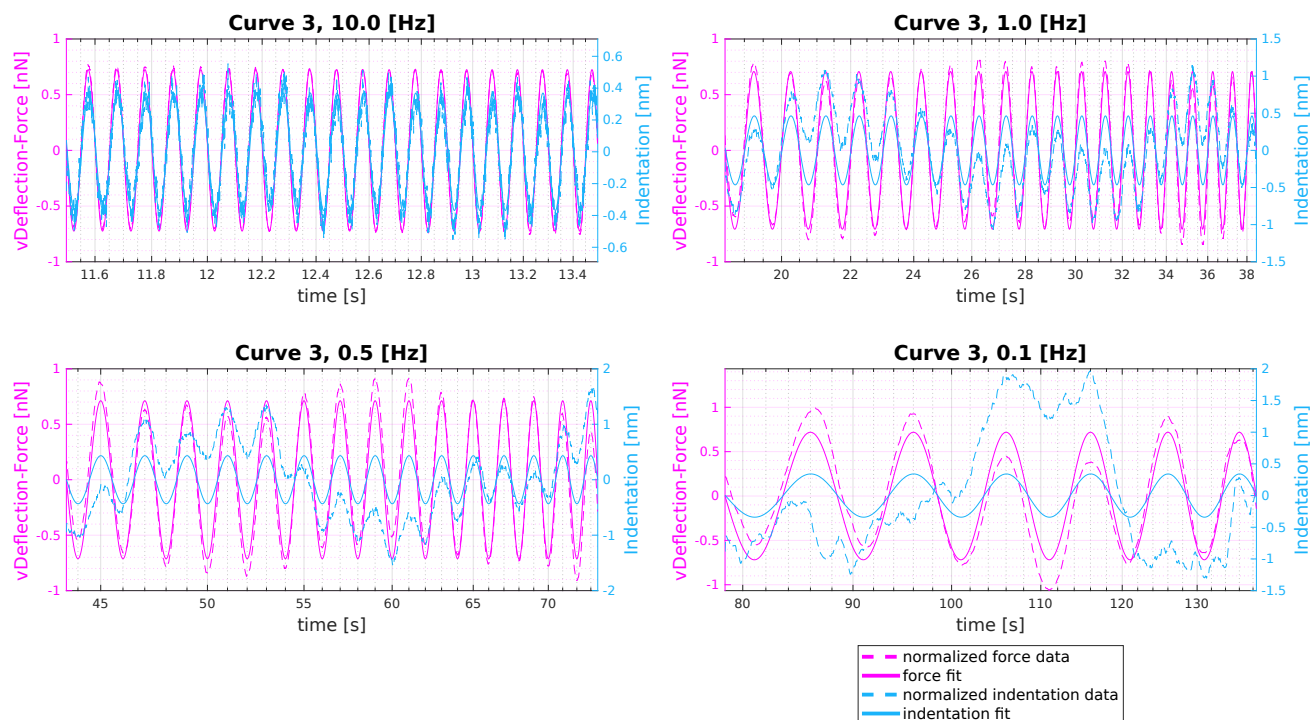 Curve 3, 10.0 [Hz]
vDeflection-Force [nN]
1
0.5
0
-0.5
-1
0.6
0.4
0.2
0
-0.2
-0.4
-0.6
Indentation [nm]
11.6 11.8 12 12.2 12.4 12.6 12.8 13 13.2 13.4
time [s]
Curve 3, 1.0 [Hz]
vDeflection-Force [nN]
1
0.5
0
-0.5
-1
1.5
1
0.5
0
-0.5
-1
-1.5
Indentation [nm]
20 22 24 26 28 30 32 34 36 38
time [s]
Curve 3, 0.5 [Hz]
vDeflection-Force [nN]
1
0.5
0
-0.5
-1
2
1
0
-1
-2
Indentation [nm]
45 50 55 60 65 70
time [s]
Curve 3, 0.1 [Hz]
vDeflection-Force [nN]
1
0.5
0
-0.5
-1
2
1.5
1
0.5
0
-0.5
-1
-1.5
Indentation [nm]
80 90 100 110 120 130
time [s]
normalized force data
force fit
normalized indentation data
indentation fit